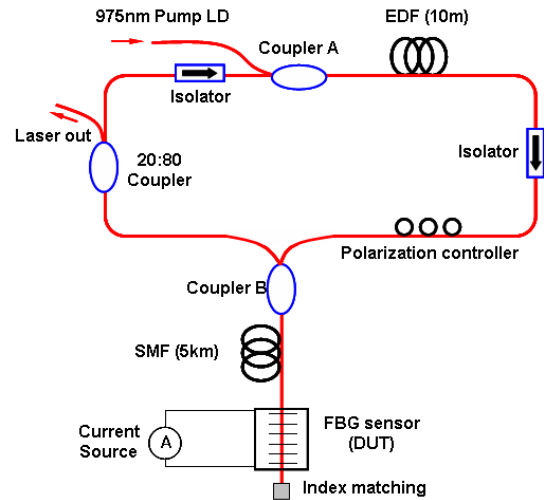 975nm Pump LD
EDF (10m)
Coupler A
Isolator
Laser out
20:80
Coupler
Isolator
Polarization controller
Coupler B
SMF (5km)
Current
Source
A
FBG sensor
(DUT)
Index matching